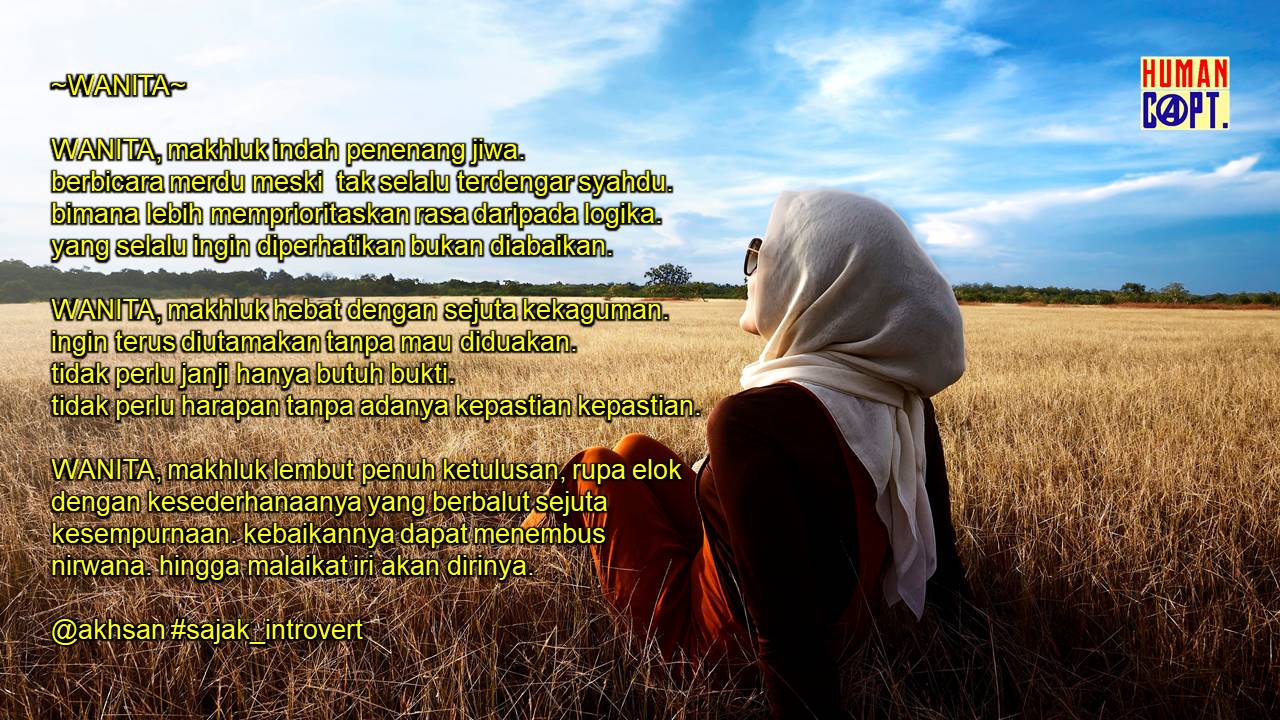 ~WANITA~
WANITA, makhluk indah penenang jiwa.
berbicara merdu meski  tak selalu terdengar syahdu.
bimana lebih memprioritaskan rasa daripada logika.
yang selalu ingin diperhatikan bukan diabaikan.
WANITA, makhluk hebat dengan sejuta kekaguman.
ingin terus diutamakan tanpa mau diduakan.
tidak perlu janji hanya butuh bukti.
tidak perlu harapan tanpa adanya kepastian kepastian.
WANITA, makhluk lembut penuh ketulusan, rupa elok
dengan kesederhanaanya yang berbalut sejuta
kesempurnaan. kebaikannya dapat menembus
nirwana. hingga malaikat iri akan dirinya.
@akhsan #sajak_introvert
HUMAN
C@PT.